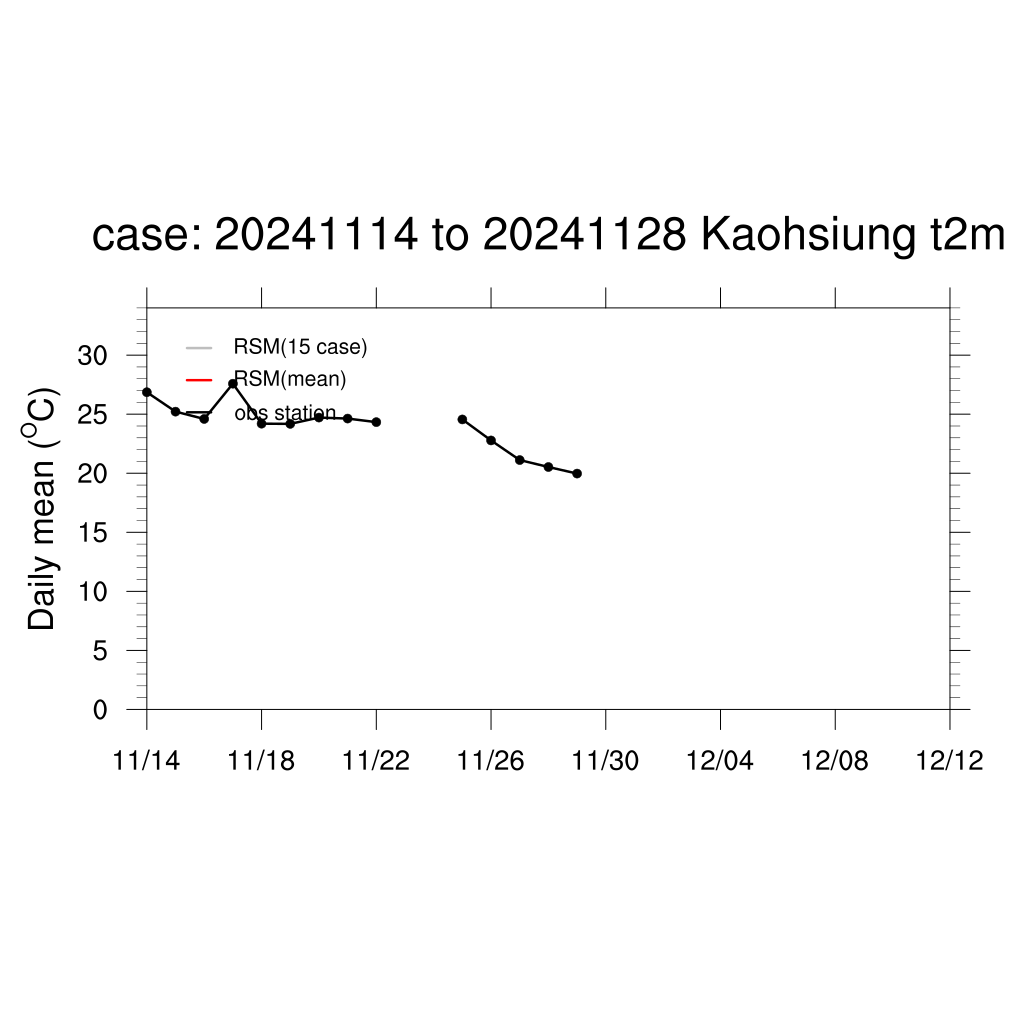 case: 20241114 to 20241128 Kaohsiung t2m
RSM(15 case)
RSM(mean)
obs station
Daily mean (°C)
30
25
20
15
10
5
0
11/14 11/18 11/22 11/26 11/30 12/04 12/08 12/12